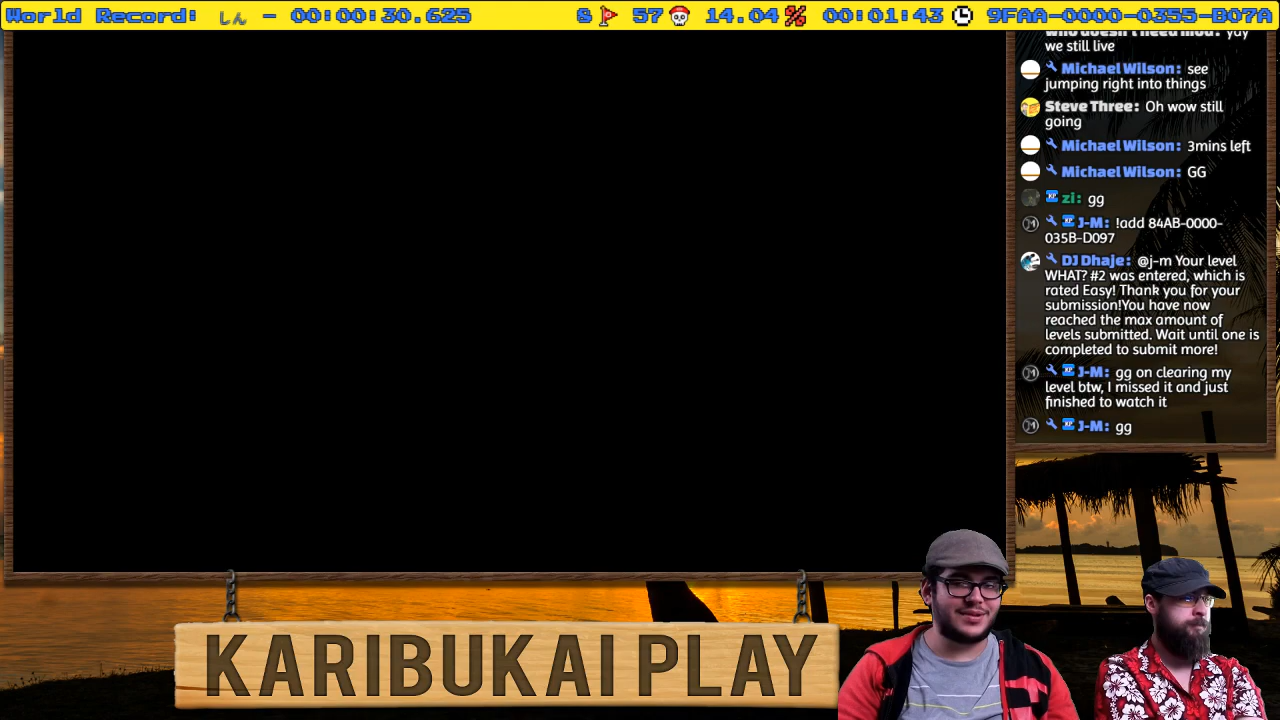 World Record: しん - 00:00:30.625 8 57 14.04% 00:01:43 9FAA-0000-0355-B07A
who doesn't need mod: yay
we still live
Michael Wilson: see
jumping right into things
Steve Three: Oh wow still
going
Michael Wilson: 3mins left
Michael Wilson: GG
zi: gg
J-M: !add 84AB-0000-
035B-D097
DJ Dhaje: @j-m Your level
WHAT? #2 was entered, which is
rated Easy! Thank you for your
submission!You have now
reached the max amount of
levels submitted. Wait until one is
completed to submit more!
J-M: gg on clearing my
level btw, I missed it and just
finished to watch it
J-M: gg
KARIBUKAI PLAY